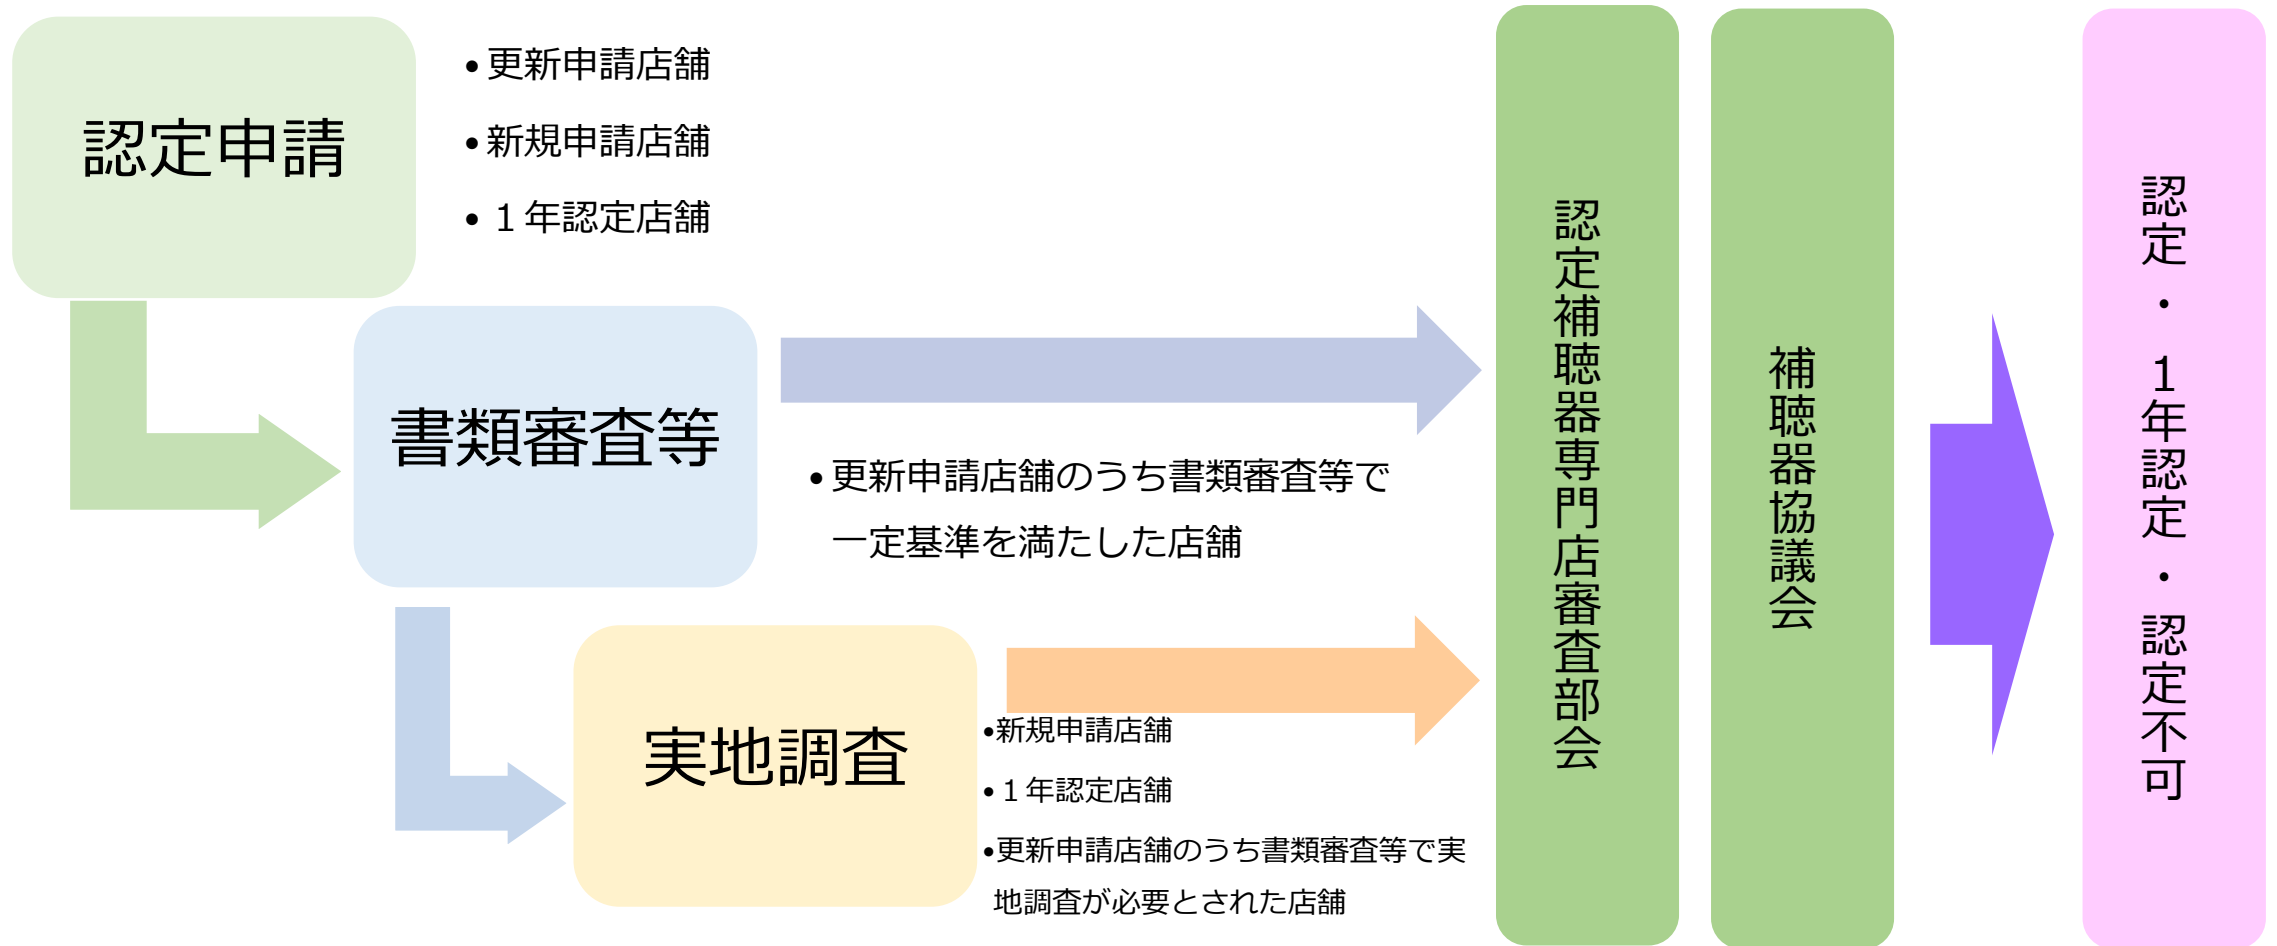 認定申請
•更新申請店舗
•新規申請店舗
•１年認定店舗
書類審査等
•更新申請店舗のうち書類審査等で
一定基準を満たした店舗
実地調査
•新規申請店舗
•１年認定店舗
•更新申請店舗のうち書類審査等で実
地調査が必要とされた店舗
認定補聴器専門店審査部会
補聴器協議会
認定・１年認定・認定不可